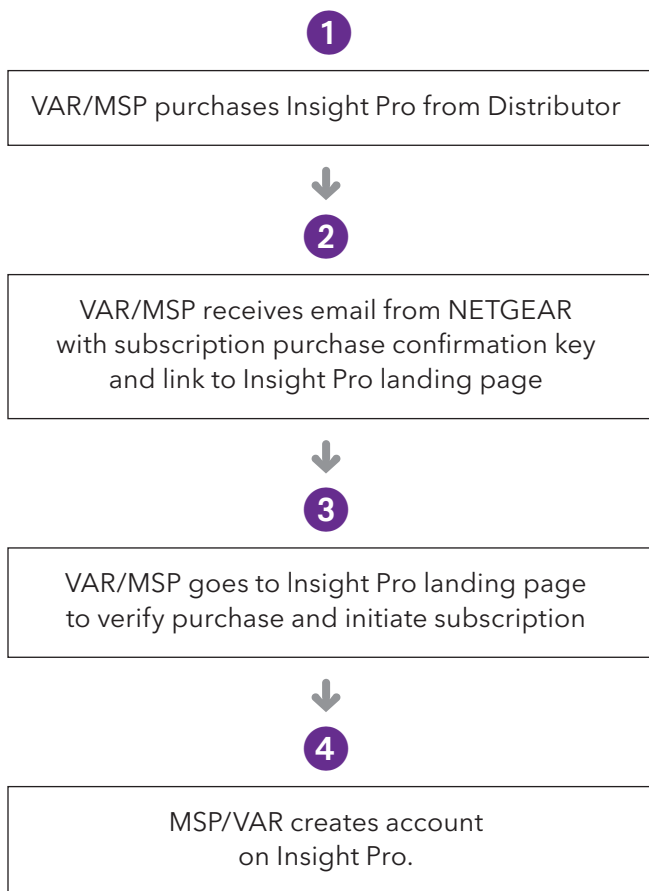 1
VAR/MSP purchases Insight Pro from Distributor
2
VAR/MSP receives email from NETGEAR
with subscription purchase confirmation key
and link to Insight Pro landing page
3
VAR/MSP goes to Insight Pro landing page
to verify purchase and initiate subscription
4
MSP/VAR creates account
on Insight Pro.